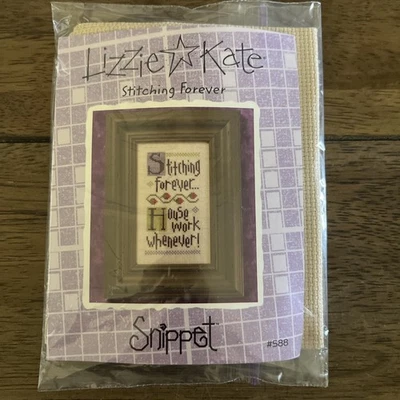 Lizzie★Kate
Stitching Forever
Stitching
forever...
House
work
whenever!
Snippet
#S88